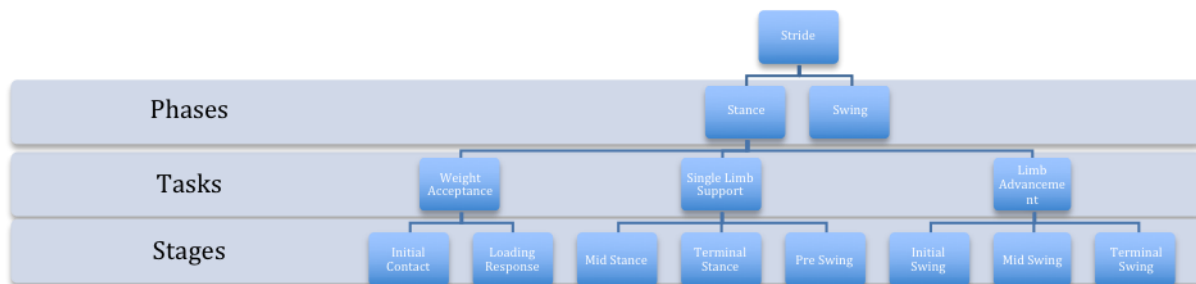 Stride
Phases
Stance
Swing
Tasks
Weight
Acceptance
Single Limb
Support
Limb
Advanceme
nt
Stages
Initial
Contact
Loading
Response
Mid Stance
Terminal
Stance
Pre Swing
Initial
Swing
Mid Swing
Terminal
Swing